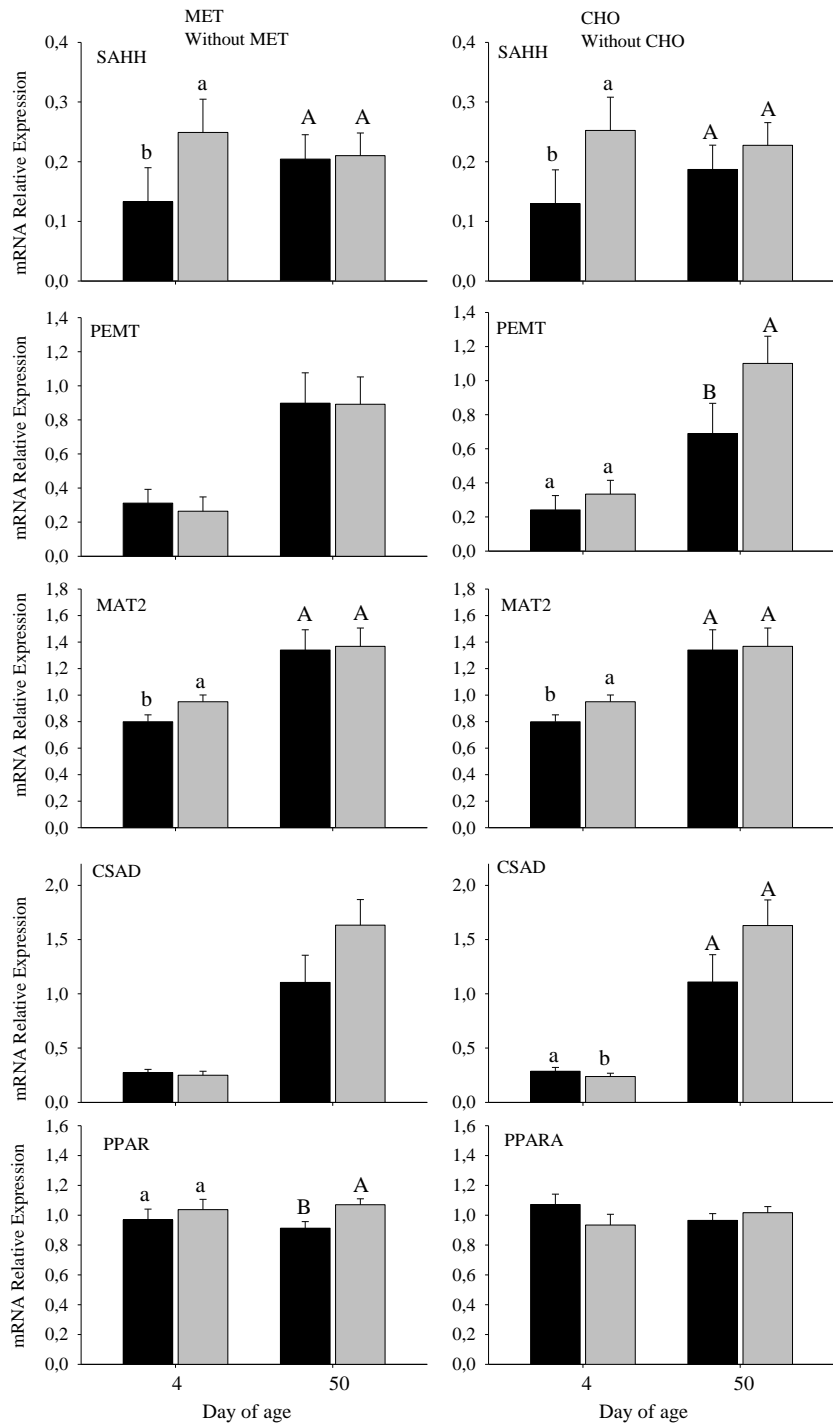 MET
Without MET
CHO
Without CHO
SAHH
mRNA Relative Expression
0,4
0,3
0,2
0,1
0,0
b
a
A
A
SAHH
0,4
0,3
0,2
0,1
0,0
b
a
A
A
PEMT
mRNA Relative Expression
1,4
1,2
1,0
0,8
0,6
0,4
0,2
0,0
PEMT
1,4
1,2
1,0
0,8
0,6
0,4
0,2
0,0
a
a
B
A
MAT2
mRNA Relative Expression
1,8
1,6
1,4
1,2
1,0
0,8
0,6
0,4
0,2
0,0
b
a
A
A
MAT2
1,8
1,6
1,4
1,2
1,0
0,8
0,6
0,4
0,2
0,0
b
a
A
A
CSAD
mRNA Relative Expression
2,0
1,5
1,0
0,5
0,0
CSAD
2,0
1,5
1,0
0,5
0,0
a
b
A
A
PPAR
mRNA Relative Expression
1,6
1,4
1,2
1,0
0,8
0,6
0,4
0,2
0,0
a
a
B
A
4
50
Day of age
PPARA
1,6
1,4
1,2
1,0
0,8
0,6
0,4
0,2
0,0
4
50
Day of age